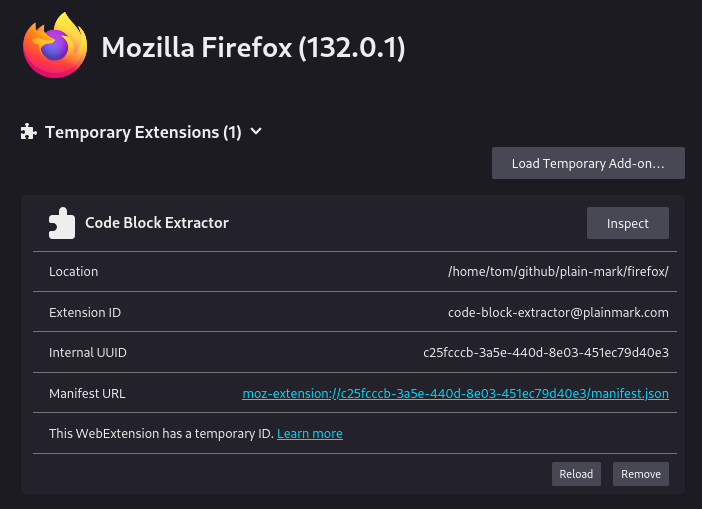 Mozilla Firefox (132.0.1)
Temporary Extensions (1)
Load Temporary Add-on...
Code Block Extractor
Inspect
Location
/home/tom/github/plain-mark/firefox/
Extension ID
code-block-extractor@plainmark.com
Internal UUID
c25fcccb-3a5e-440d-8e03-451ec79d40e3
Manifest URL
moz-extension://c25fcccb-3a5e-440d-8e03-451ec79d40e3/manifest.json
This WebExtension has a temporary ID. Learn more
Reload
Remove